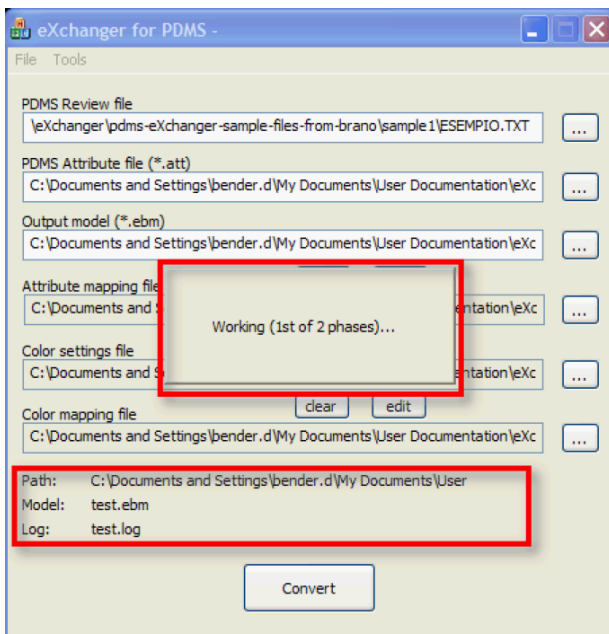 eXchanger for PDMS -
File Tools
PDMS Review file
\eXchanger\pdms-eXchanger-sample-files-from-brano\sample1\ESEMPIO.TXT
...
PDMS Attribute file (*.att)
C:\Documents and Settings\bender.d\My Documents\User Documentation\eXc
...
Output model (*.ebm)
C:\Documents and Settings\bender.d\My Documents\User Documentation\eXc
...
Attribute mapping file
C:\Documents and S
entation\eXc
...
Working (1st of 2 phases)...
Color settings file
C:\Documents and S
entation\eXc
...
clear edit
Color mapping file
C:\Documents and Settings\bender.d\My Documents\User Documentation\eXc
...
Path: C:\Documents and Settings\bender.d\My Documents\User
Model: test.ebm
Log: test.log
Convert